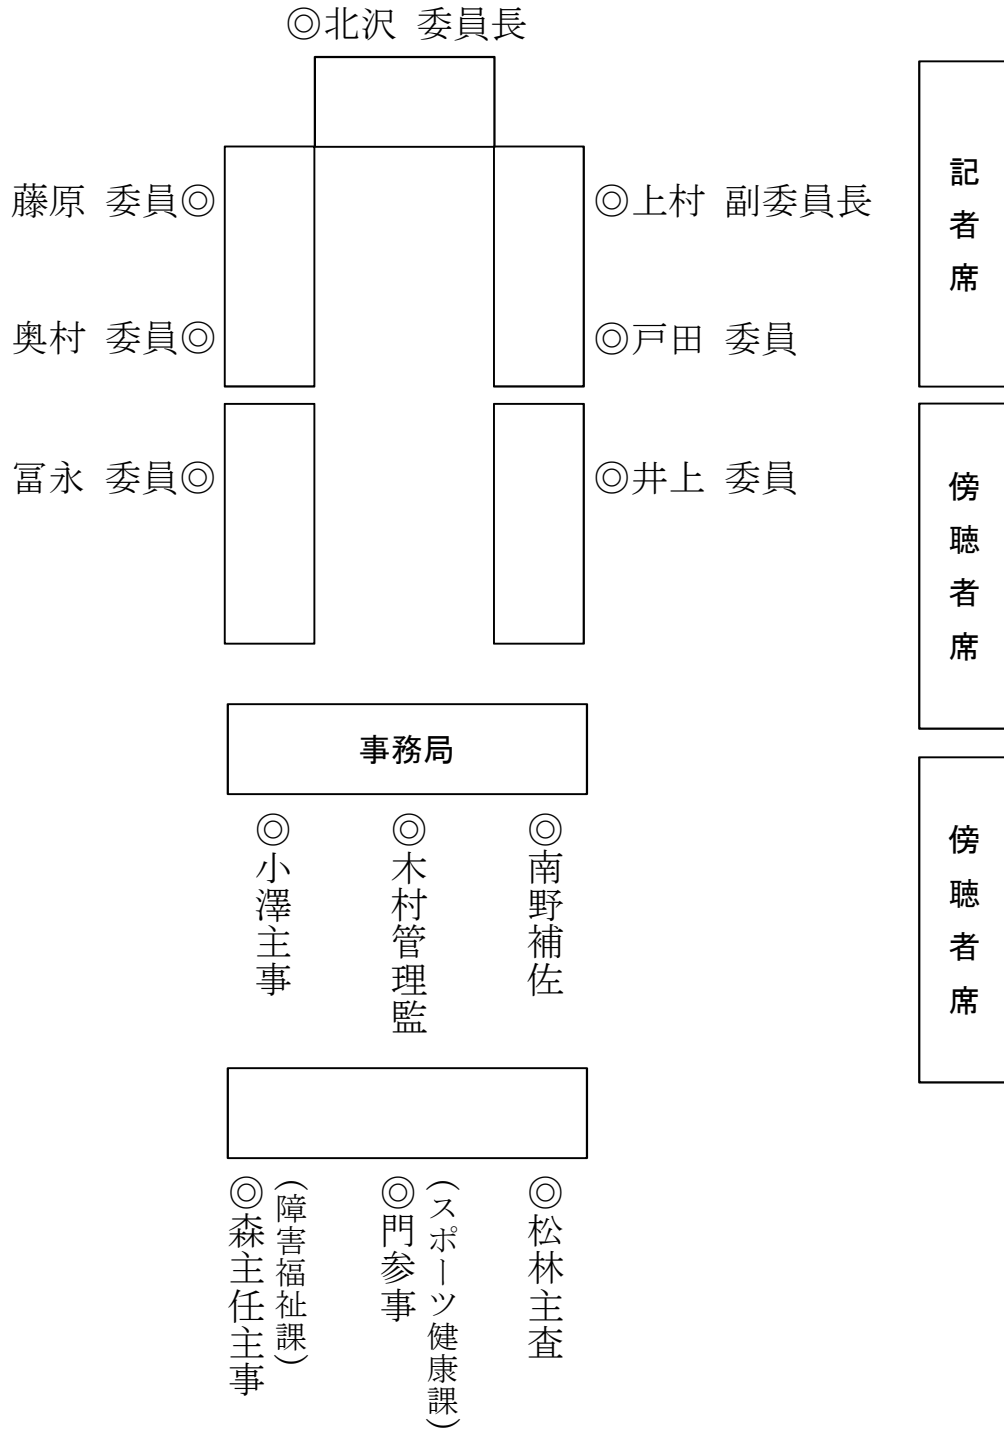 ◎北沢 委員長
藤原 委員◎
◎上村 副委員長
奥村 委員◎
◎戸田 委員
冨永 委員◎
◎井上 委員
記者席
傍聴者席
傍聴者席
事務局
◎南野補佐
◎木村管理監
◎小澤主事
◎松林主査
(スポーツ健康課)
◎門参事
(障害福祉課)
◎森主任主事